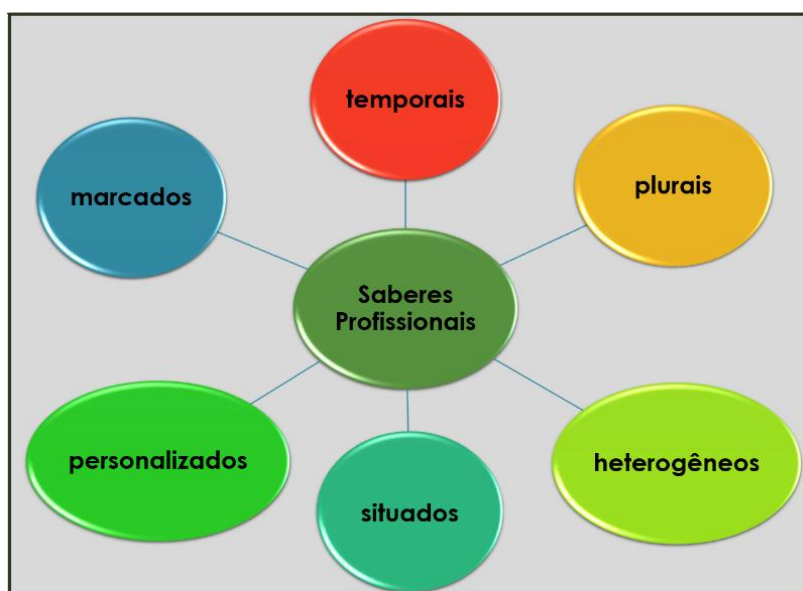 temporais
marcados
plurais
Saberes
Profissionais
personalizados
heterogêneos
situados